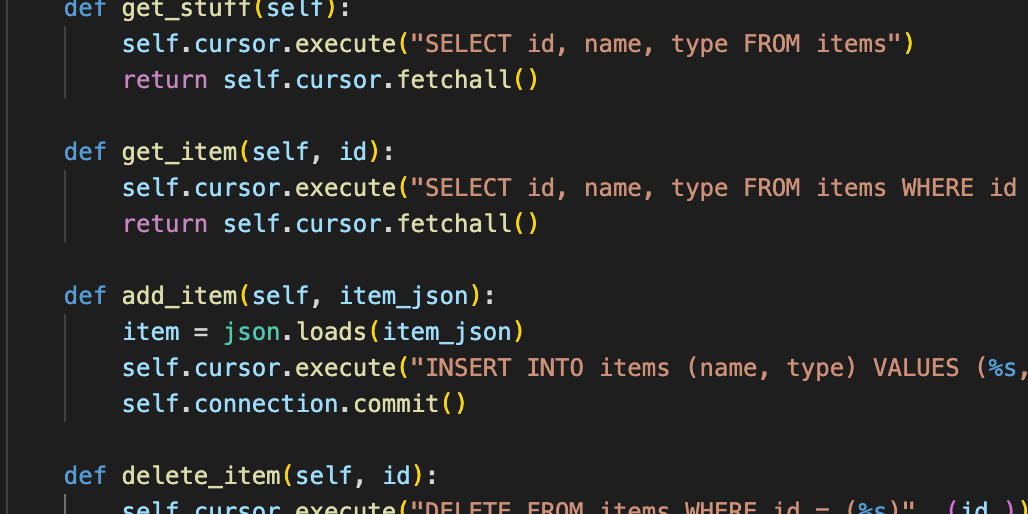 def get_stuff(self):
self.cursor.execute("SELECT id, name, type FROM items")
return self.cursor.fetchall()
def get_item(self, id):
self.cursor.execute("SELECT id, name, type FROM items WHERE id
return self.cursor.fetchall()
def add_item(self, item_json):
item = json.loads(item_json)
self.cursor.execute("INSERT INTO items (name, type) VALUES (%s,
self.connection.commit()
def delete_item(self, id):
self.cursor.execute("DELETE FROM items WHERE id = (%s)", (id,))